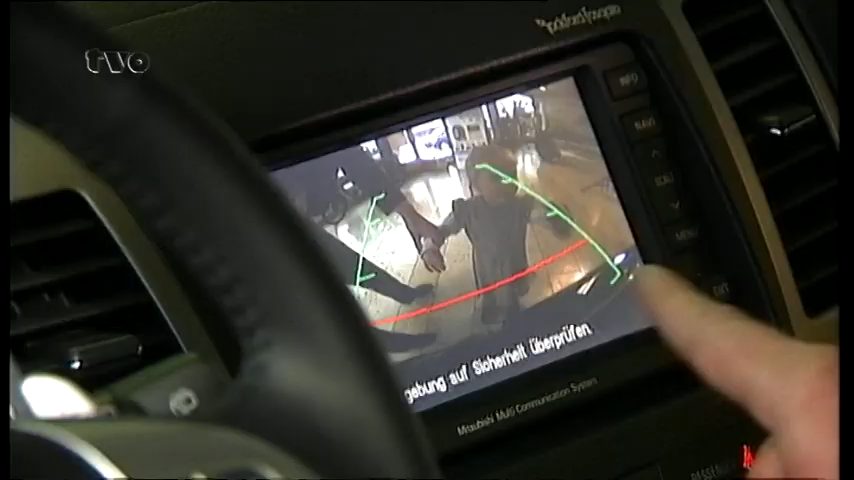 Rockford Fosgate
tvo
INFO
NAVI
MENU
gebung auf Sicherheit überprüfen.
Mitsubishi Multi Communication System